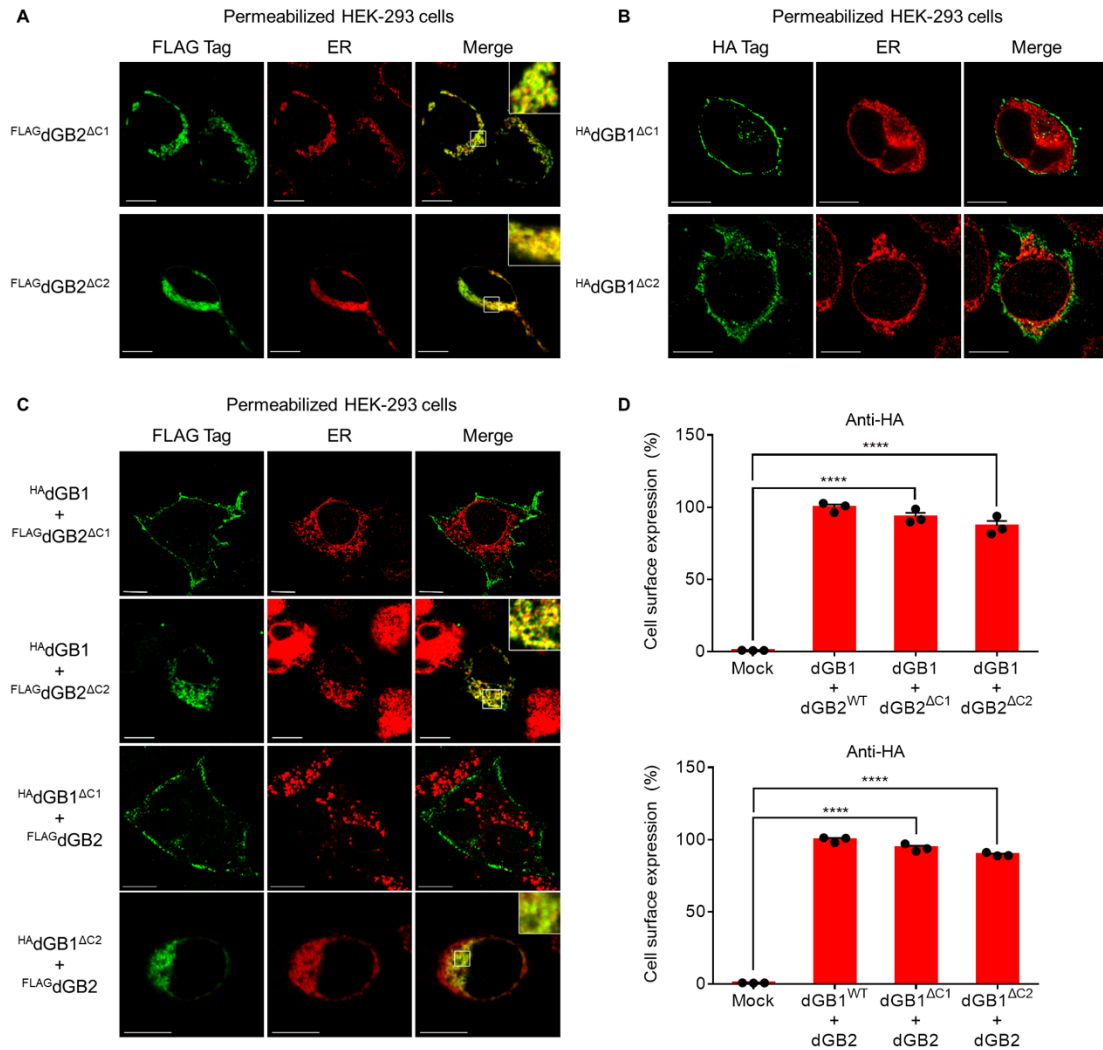 A
Permeabilized HEK-293 cells
FLAG Tag ER Merge
FLAGdGB2ΔC1
FLAGdGB2ΔC2
B
Permeabilized HEK-293 cells
HA Tag ER Merge
HAdGB1ΔC1
HAdGB1ΔC2
C
Permeabilized HEK-293 cells
FLAG Tag ER Merge
HAdGB1
+
FLAGdGB2ΔC1
HAdGB1
+
FLAGdGB2ΔC2
HAdGB1ΔC1
+
FLAGdGB2
HAdGB1ΔC2
+
FLAGdGB2
D
Anti-HA
Cell surface expression (%)
150
100
50
0
****
****
Mock dGB1 dGB1 dGB1
+ + +
dGB2WT dGB2ΔC1 dGB2ΔC2
Anti-HA
Cell surface expression (%)
150
100
50
0
****
****
Mock dGB1WT dGB1ΔC1 dGB1ΔC2
+ + +
dGB2 dGB2 dGB2